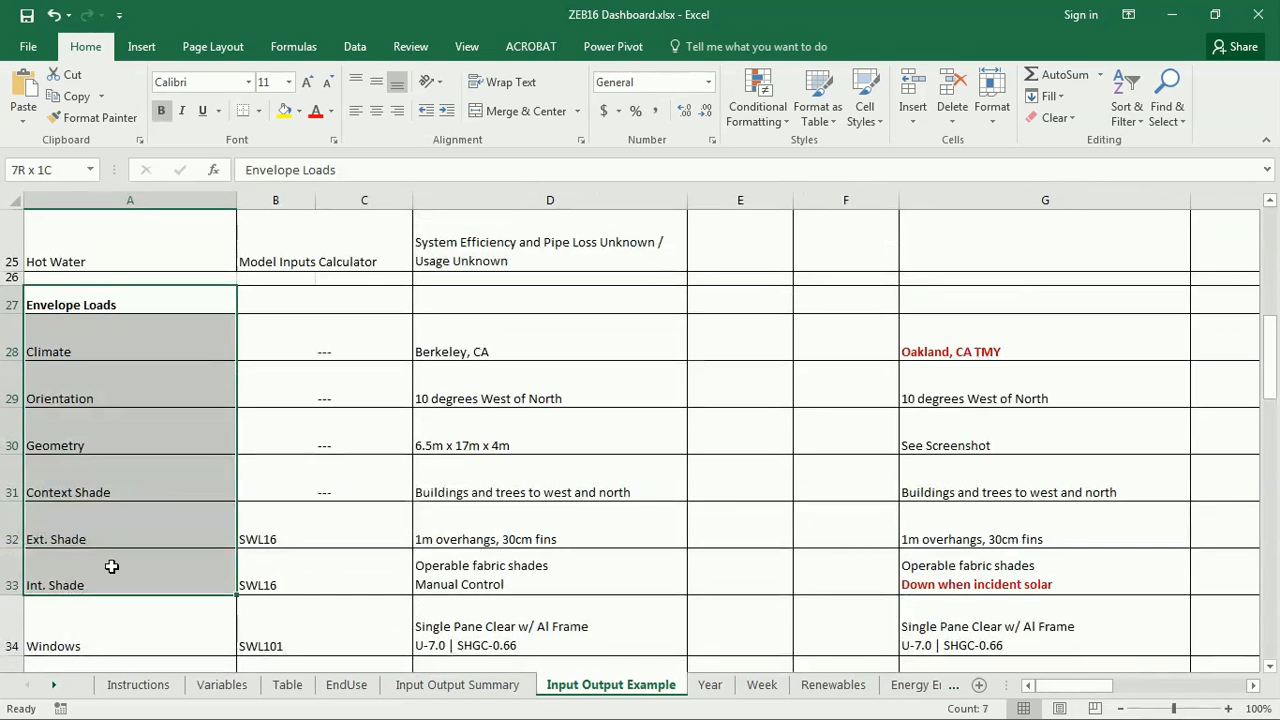 ZEB16 Dashboard.xlsx - Excel
Sign in
File Home Insert Page Layout Formulas Data Review View ACROBAT Power Pivot Tell me what you want to do Share
Paste
Cut
Copy
Format Painter
Clipboard
Calibri 11
B I U
A A
Font
Wrap Text
Merge & Center
Alignment
General
$ % ,
Number
Conditional Formatting
Format as Table
Cell Styles
Styles
Insert
Delete
Format
Cells
AutoSum
Fill
Clear
Sort & Filter
Find & Select
Editing
7R x 1C
fx
Envelope Loads
A B C D E F G
25 Hot Water Model Inputs Calculator System Efficiency and Pipe Loss Unknown /
Usage Unknown
26
27 Envelope Loads
28 Climate --- Berkeley, CA Oakland, CA TMY
29 Orientation --- 10 degrees West of North 10 degrees West of North
30 Geometry --- 6.5m x 17m x 4m See Screenshot
31 Context Shade --- Buildings and trees to west and north Buildings and trees to west and north
32 Ext. Shade SWL16 1m overhangs, 30cm fins 1m overhangs, 30cm fins
33 Int. Shade SWL16 Operable fabric shades
Manual Control
Operable fabric shades
Down when incident solar
34 Windows SWL101 Single Pane Clear w/ Al Frame
U-7.0 | SHGC-0.66
Single Pane Clear w/ Al Frame
U-7.0 | SHGC-0.66
Instructions Variables Table EndUse Input Output Summary Input Output Example Year Week Renewables Energy Er ...
Ready
Count: 7
100%